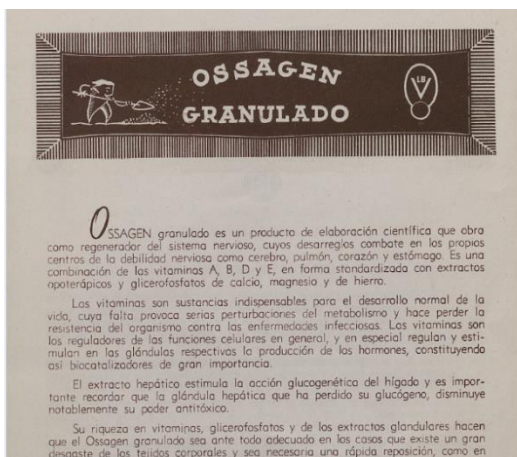 OSSAGEN
GRANULADO
LB
V
OSSAGEN granulado es un producto de elaboración científica que obra
como regenerador del sistema nervioso, cuyos desarreglos combate en los propios
centros de la debilidad nerviosa como cerebro, pulmón, corazón y estómago. Es una
combinación de las vitaminas A, B, D y E, en forma standardizada con extractos
opoterápicos y glicerofosfatos de calcio, magnesia y de hierro.
Las vitaminas son sustancias indispensables para el desarrollo normal de la
vida, cuya falta provoca serias perturbaciones del metabolismo y hace perder la
resistencia del organismo contra las enfermedades infecciosas. Las vitaminas son
los reguladores de las funciones celulares en general, y en especial regulan y esti-
mulan en las glándulas respectivas la producción de las hormones, constituyendo
así biocatalizadores de gran importancia.
El extracto hepático estimula la acción glucogenética del hígado y es impor-
tante recordar que la glándula hepática que ha perdido su glucógeno, disminuye
notablemente su poder antitóxico.
Su riqueza en vitaminas, glicerofosfatos y de los extractos glandulares hacen
que el Ossagen granulado sea ante todo adecuado en los casos que existe un gran
desgaste de los tejidos corporales y sea necesaria una rápida reposición, como en